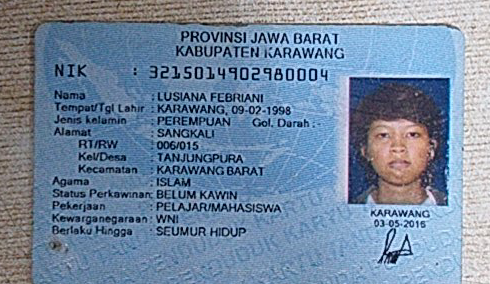 PROVINSI JAWA BARAT
KABUPATEN KARAWANG
NIK : 3215014902980004
Nama : LUSIANA FEBRIANI
Tempat/Tgl Lahir : KARAWANG, 09-02-1998
Jenis kelamin : PEREMPUAN Gol. Darah : -
Alamat : SANGKALI
RT/RW : 006/015
Kel/Desa : TANJUNGPURA
Kecamatan : KARAWANG BARAT
Agama : ISLAM
Status Perkawinan: BELUM KAWIN
Pekerjaan : PELAJAR/MAHASISWA
Kewarganegaraan: WNI
Berlaku Hingga : SEUMUR HIDUP
KARAWANG
03-05-2016